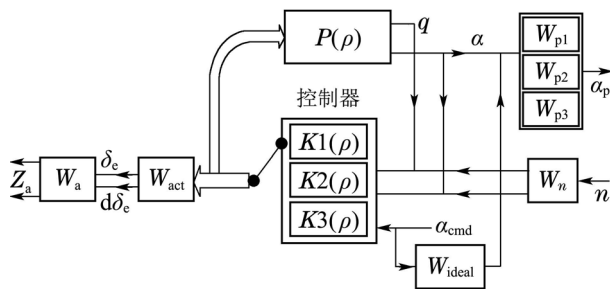 P(ρ)
q
α
W_p1
W_p2
W_p3
α_p
控制器
K1(ρ)
K2(ρ)
K3(ρ)
δ_e
dδ_e
Z_a
W_a
W_act
W_n
n
α_cmd
W_ideal